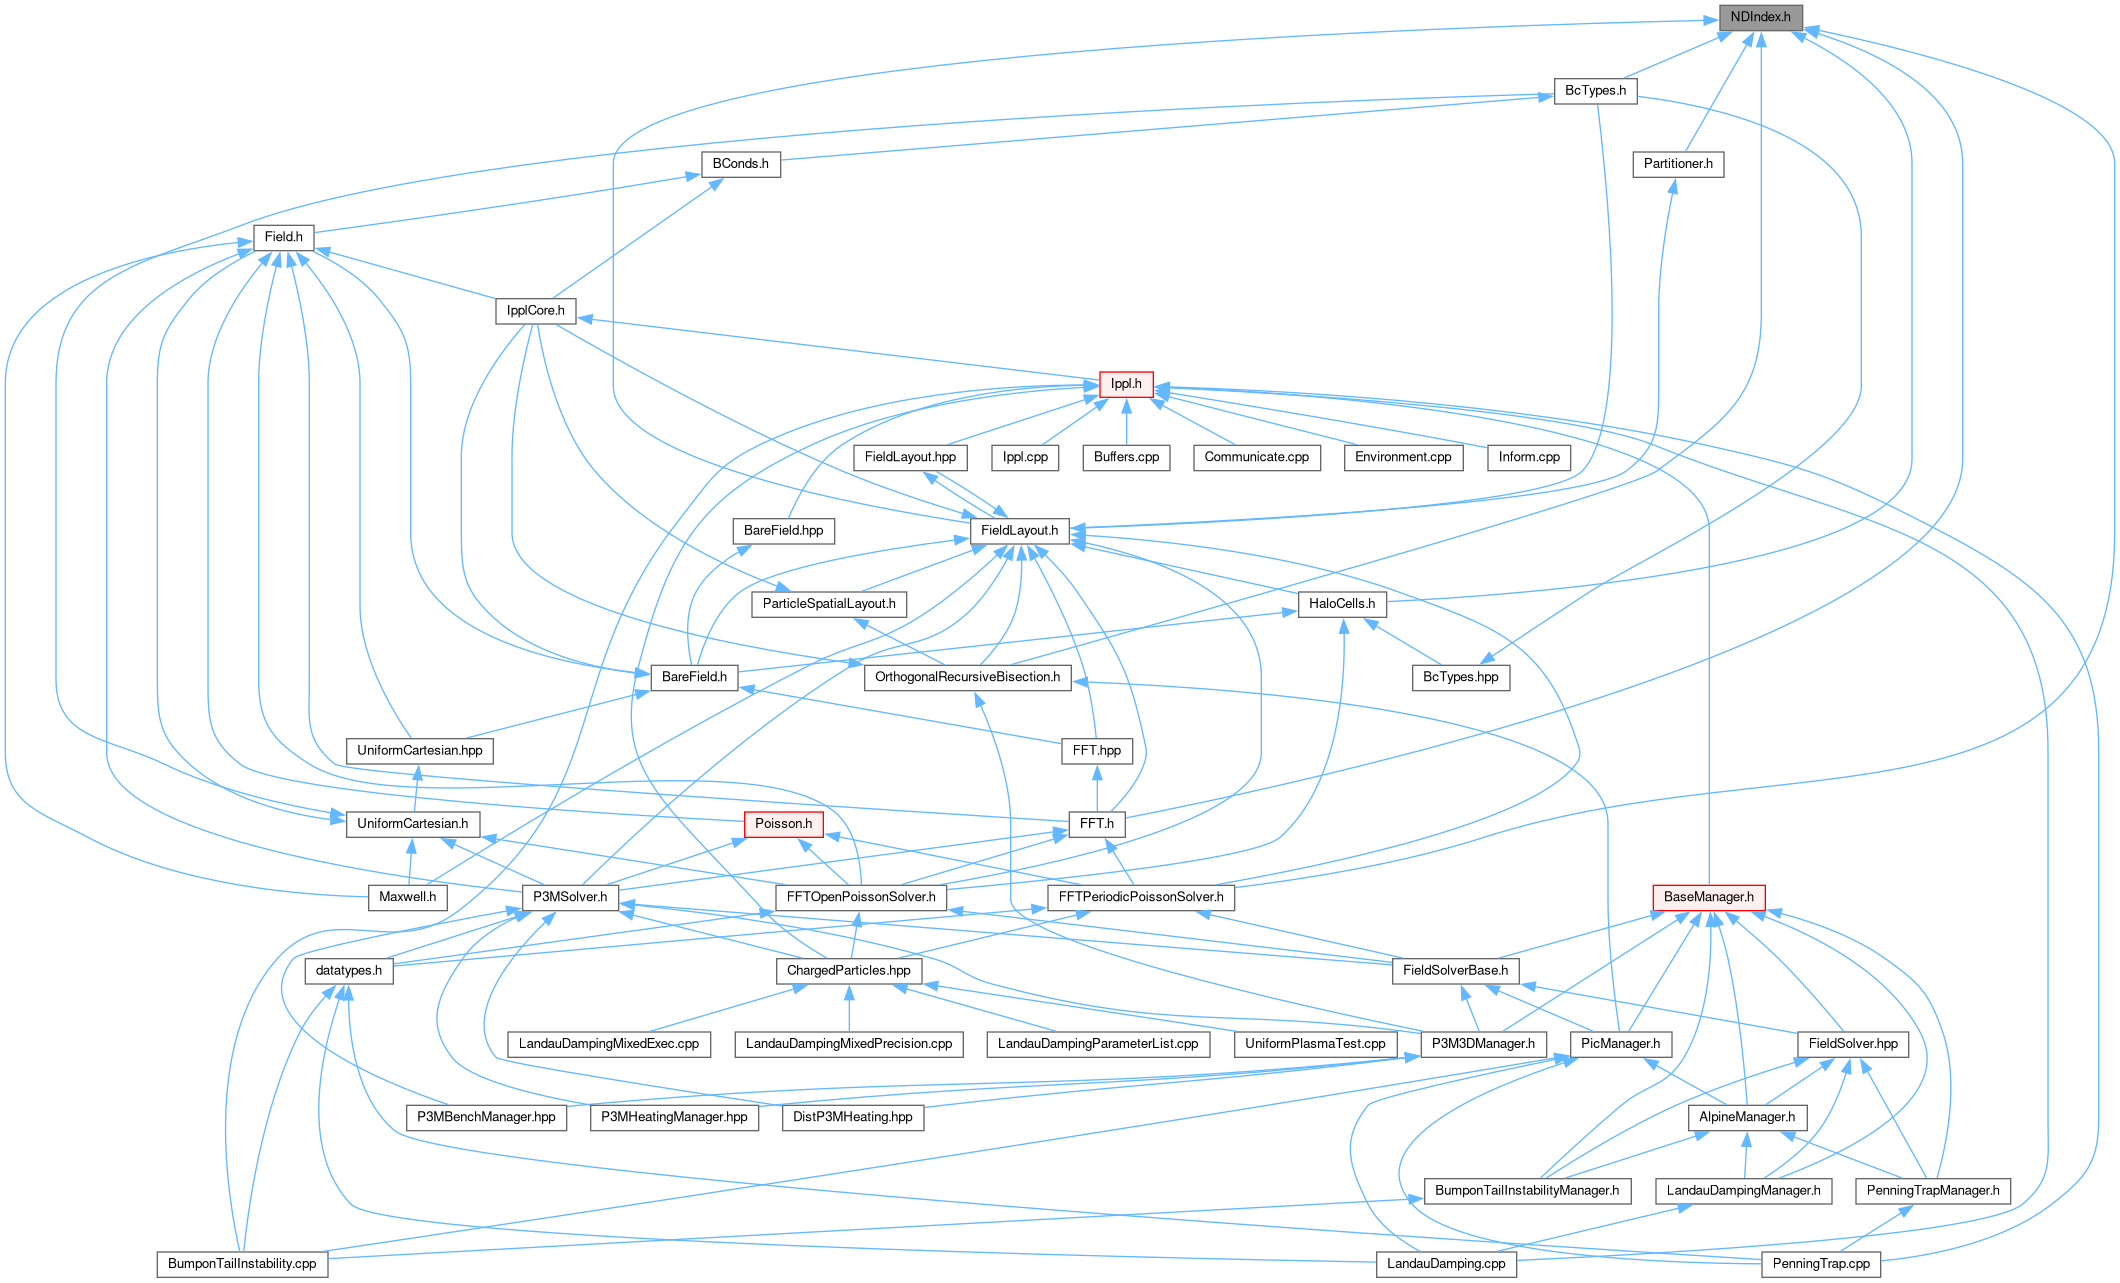 NDIndex.h
BcTypes.h
BConds.h
Partitioner.h
Field.h
IpplCore.h
Ippl.h
FieldLayout.hpp
Ippl.cpp
Buffers.cpp
Communicate.cpp
Environment.cpp
Inform.cpp
BareField.hpp
FieldLayout.h
ParticleSpatialLayout.h
HaloCells.h
BareField.h
OrthogonalRecursiveBisection.h
BcTypes.hpp
UniformCartesian.hpp
FFT.hpp
UniformCartesian.h
Poisson.h
FFT.h
Maxwell.h
P3MSolver.h
FFTOpenPoissonSolver.h
FFTPeriodicPoissonSolver.h
BaseManager.h
datatypes.h
ChargedParticles.hpp
FieldSolverBase.h
LandauDampingMixedExec.cpp
LandauDampingMixedPrecision.cpp
LandauDampingParameterList.cpp
UniformPlasmaTest.cpp
P3M3DManager.h
PicManager.h
FieldSolver.hpp
P3MBenchManager.hpp
P3MHeatingManager.hpp
DistP3MHeating.hpp
AlpineManager.h
BumponTailInstabilityManager.h
LandauDampingManager.h
PenningTrapManager.h
BumponTailInstability.cpp
LandauDamping.cpp
PenningTrap.cpp